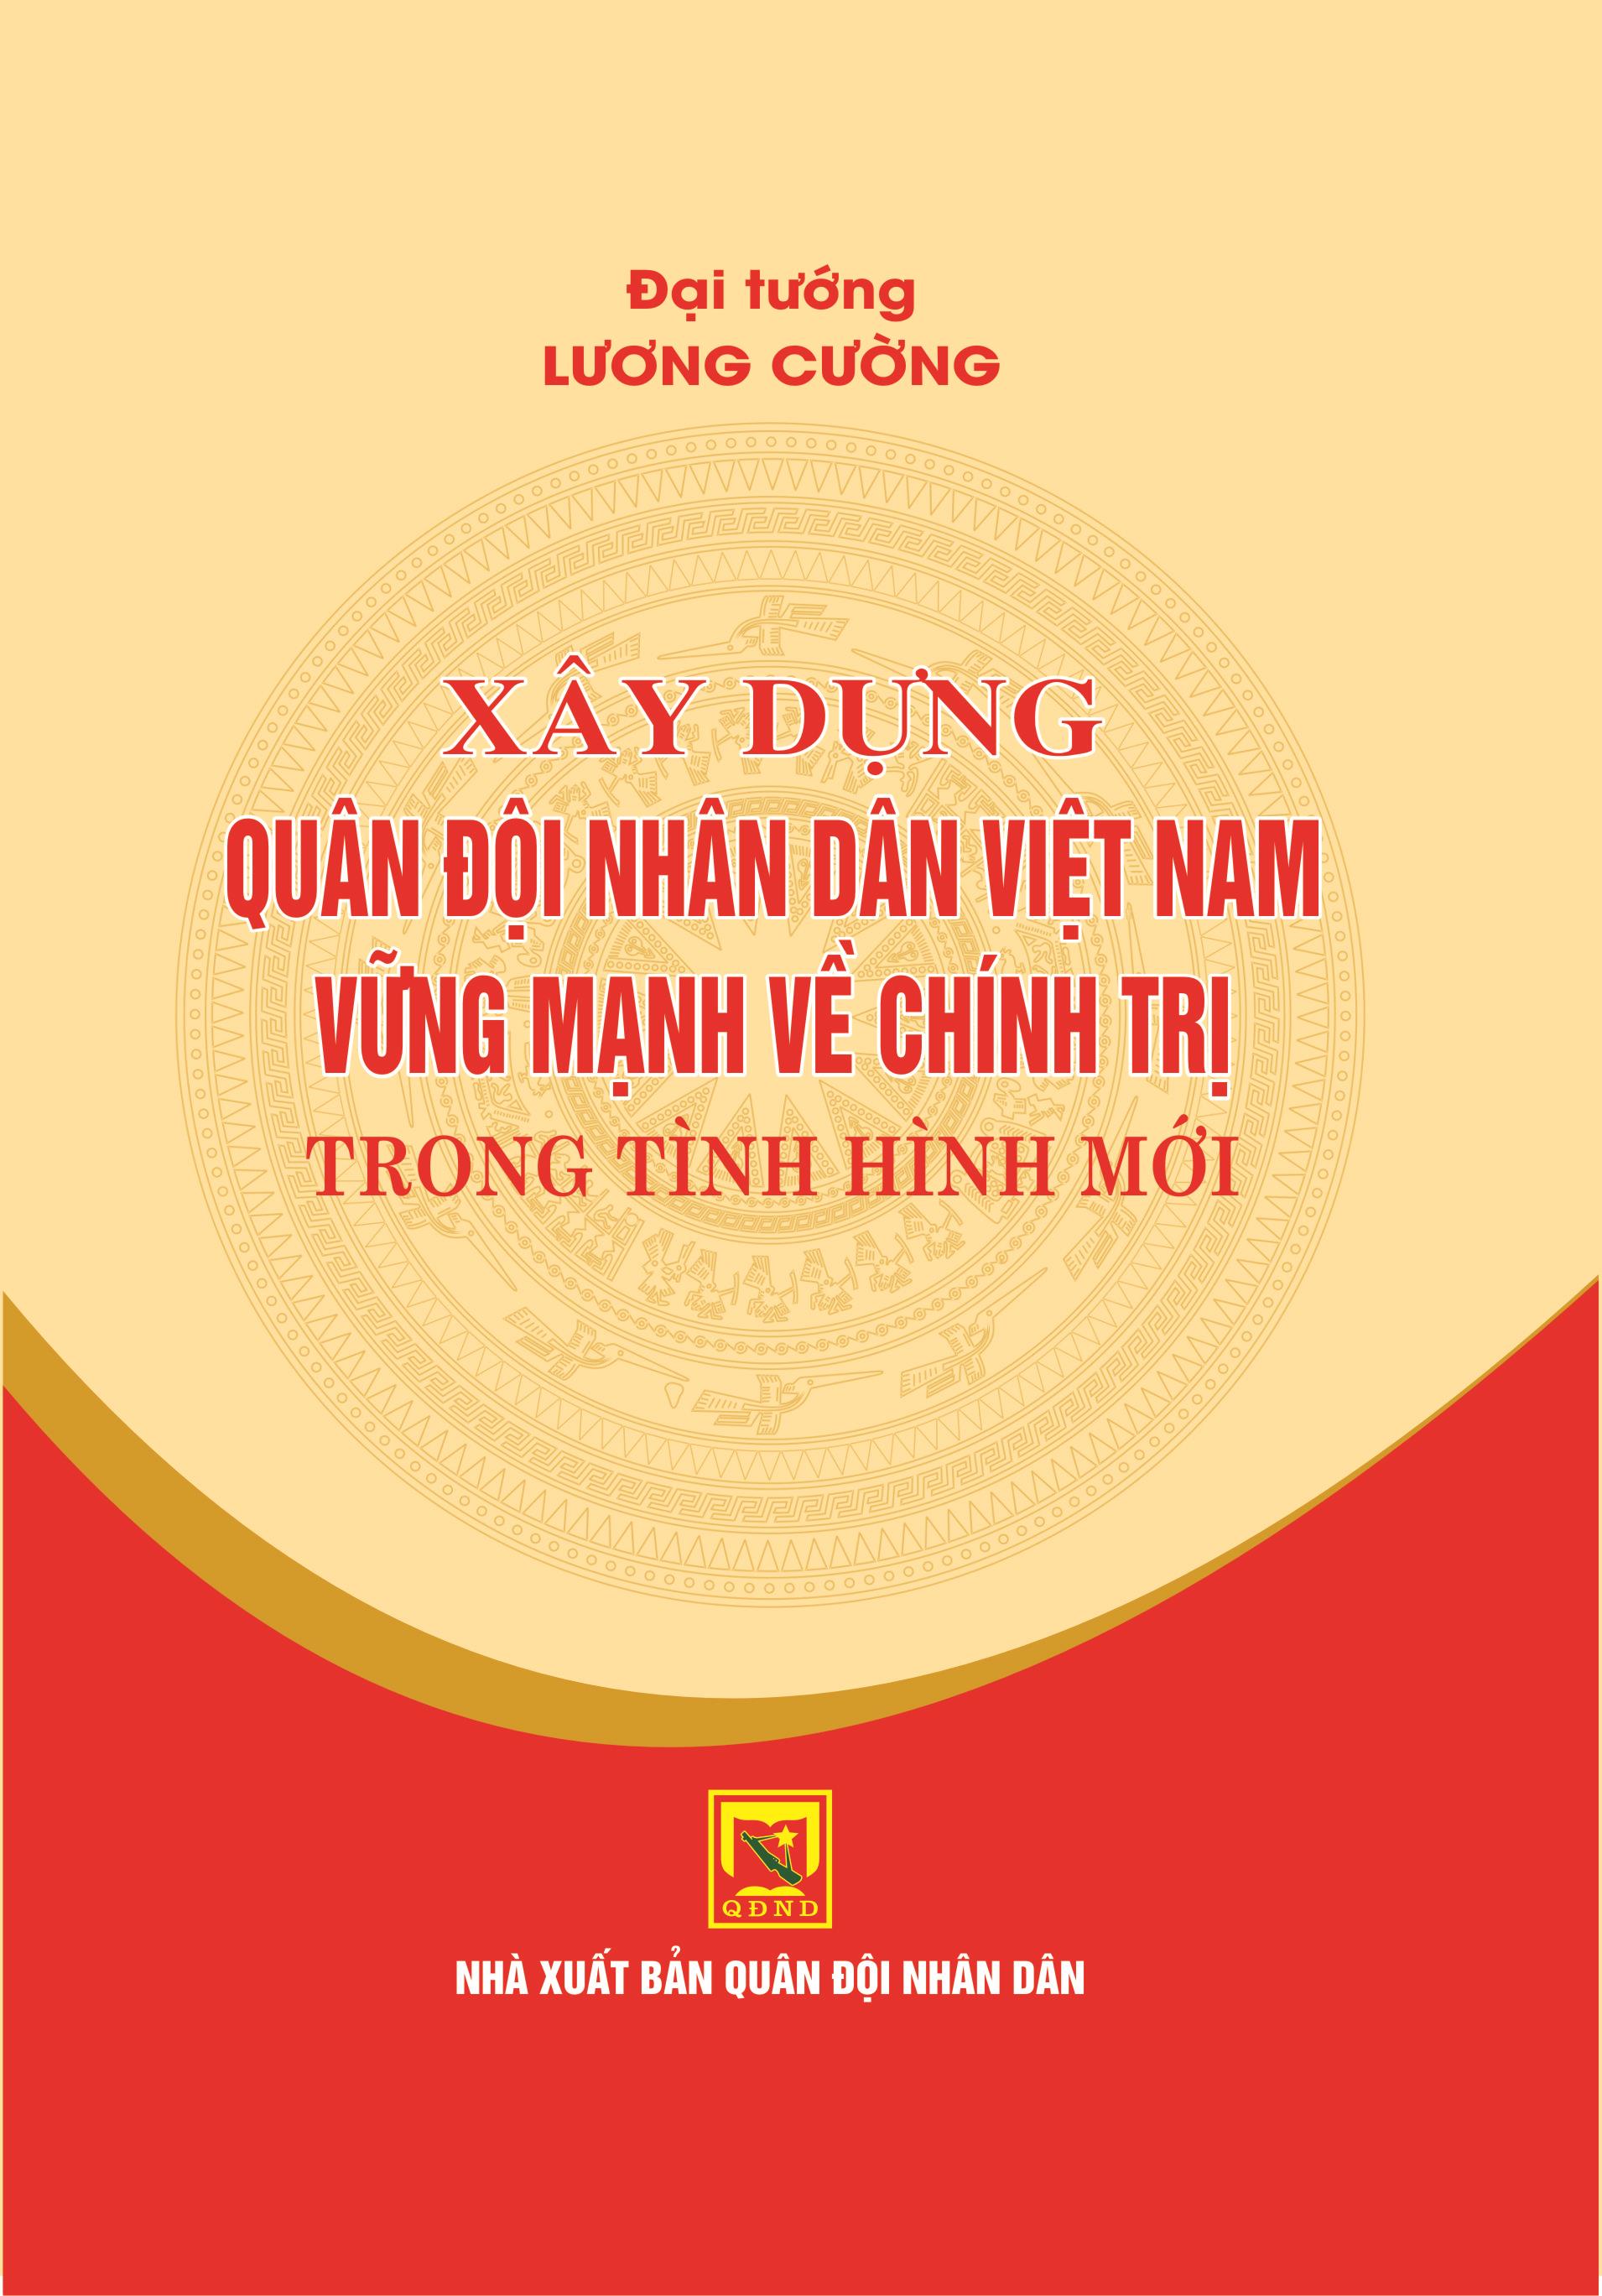 Đại tướng
LƯƠNG CƯỜNG
XÂY DỰNG
QUÂN ĐỘI NHÂN DÂN VIỆT NAM
VỮNG MẠNH VỀ CHÍNH TRỊ
TRONG TÌNH HÌNH MỚI
QĐND
NHÀ XUẤT BẢN QUÂN ĐỘI NHÂN DÂN